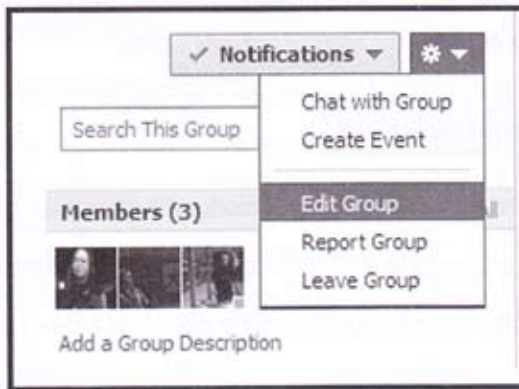 Notifications
Chat with Group
Create Event
Search This Group
Edit Group
Members (3)
Report Group
Leave Group
Add a Group Description